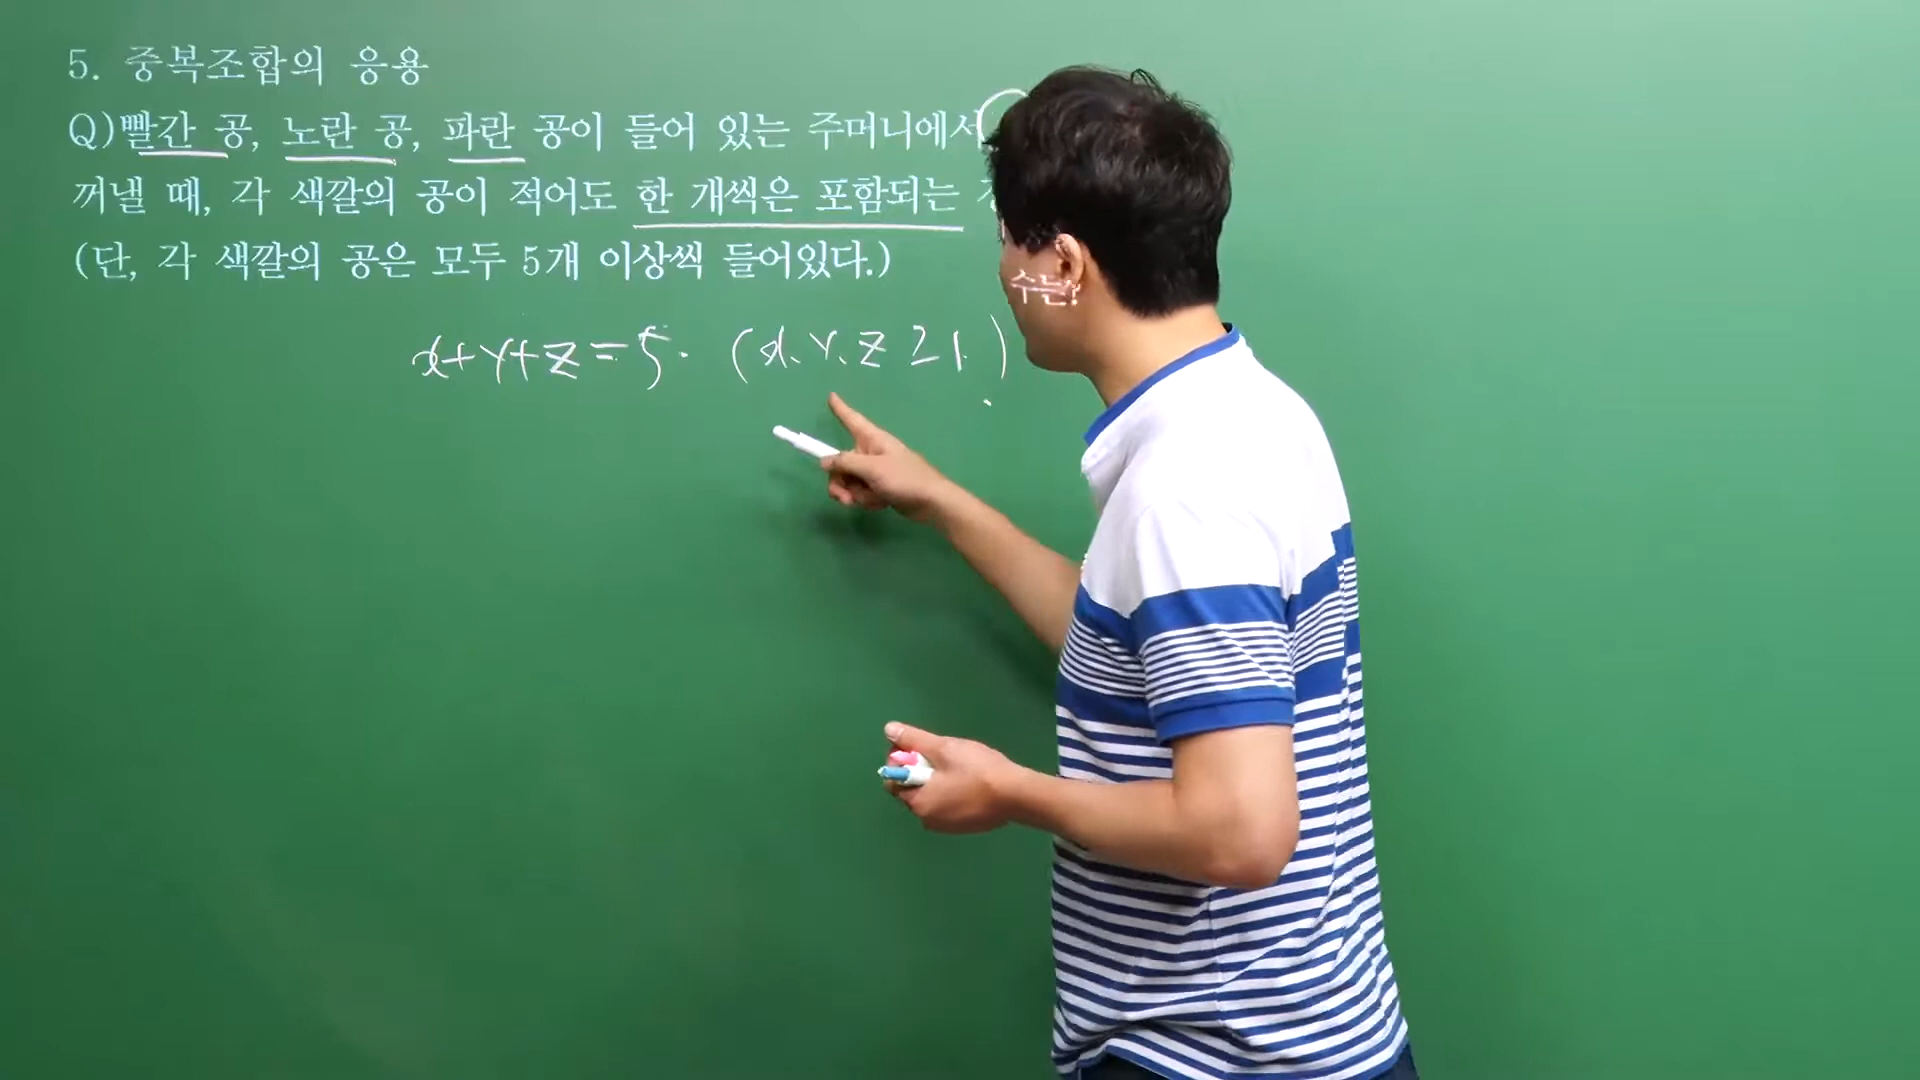 5. 중복조합의 응용
Q)빨간 공, 노란 공, 파란 공이 들어 있는 주머니에서
꺼낼 때, 각 색깔의 공이 적어도 한 개씩은 포함되는
수는?
(단, 각 색깔의 공은 모두 5개 이상씩 들어있다.)
x+y+z=5. (x.y.z≥1.)